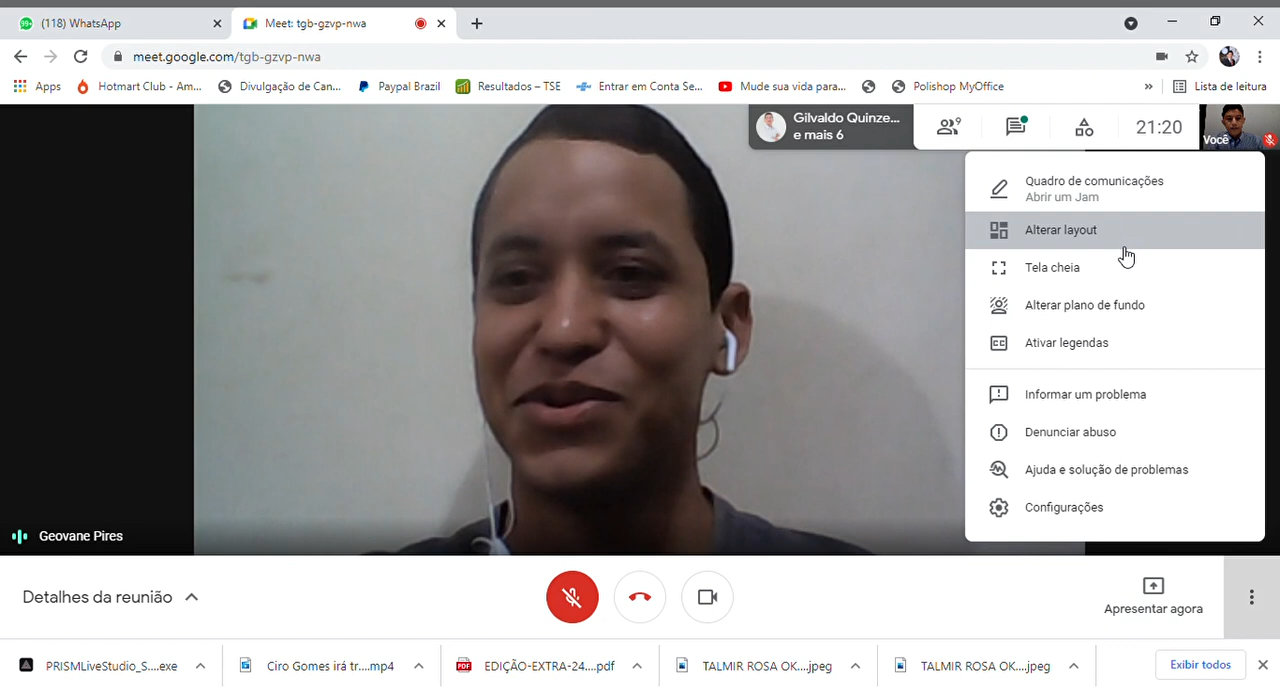 99+ (118) WhatsApp
Meet: tgb-gzvp-nwa
meet.google.com/tgb-gzvp-nwa
Apps
Hotmart Club - Am...
Divulgação de Can...
Paypal Brazil
Resultados – TSE
Entrar em Conta Se...
Mude sua vida para...
Polishop MyOffice
»
Lista de leitura
Gilvaldo Quinze...
e mais 6
9
21:20
Você
Quadro de comunicações
Abrir um Jam
Alterar layout
Tela cheia
Alterar plano de fundo
CC Ativar legendas
Informar um problema
Denunciar abuso
Ajuda e solução de problemas
Configurações
Geovane Pires
Detalhes da reunião
Apresentar agora
PRISMLiveStudio_S....exe
Ciro Gomes irá tr....mp4
PDF EDIÇÃO-EXTRA-24....pdf
TALMIR ROSA OK....jpeg
TALMIR ROSA OK....jpeg
Exibir todos